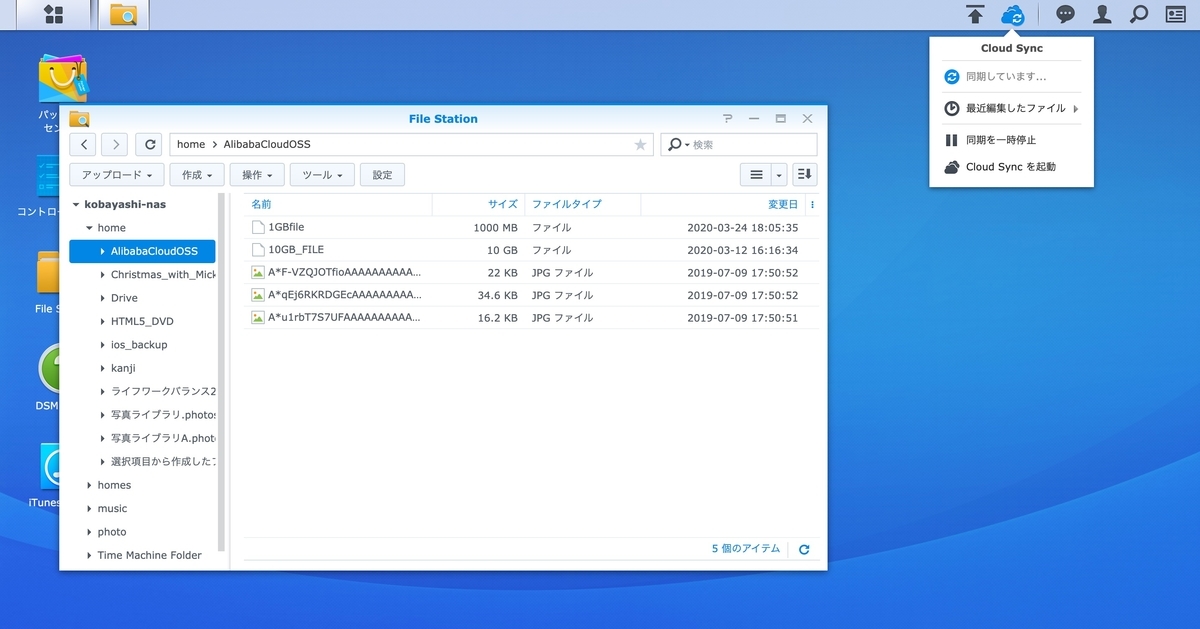 Cloud Sync
同期しています...
最近編集したファイル
同期を一時停止
Cloud Sync を起動
パッ
セン
コントロー
File S
DSM
iTunes
File Station
home > AlibabaCloudOSS
検索
アップロード 作成 操作 ツール 設定
kobayashi-nas
home
AlibabaCloudOSS
Christmas_with_Mick
Drive
HTML5_DVD
ios_backup
kanji
ライフワークバランス2
写真ライブラリ.photos
写真ライブラリA.phot
選択項目から作成した
homes
music
photo
Time Machine Folder
名前 サイズ ファイルタイプ 変更日
1GBfile 1000 MB ファイル 2020-03-24 18:05:35
10GB_FILE 10 GB ファイル 2020-03-12 16:16:34
A*F-VZQJOTfioAAAAAAAAAA... 22 KB JPG ファイル 2019-07-09 17:50:52
A*qEj6RKRDGEcAAAAAAAAA... 34.6 KB JPG ファイル 2019-07-09 17:50:52
A*u1rbT7S7UFAAAAAAAAAA... 16.2 KB JPG ファイル 2019-07-09 17:50:51
5 個のアイテム